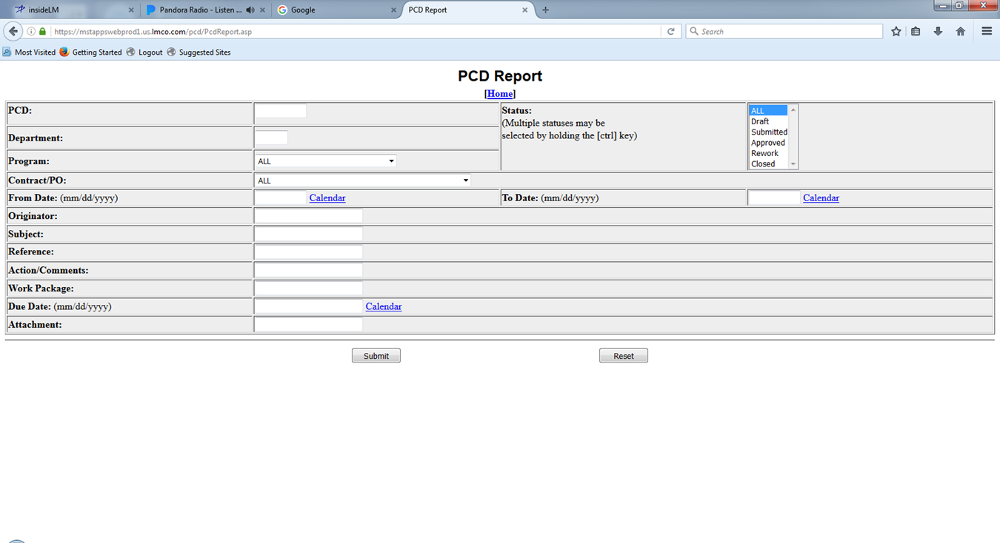 insideLM
Pandora Radio - Listen ...
Google
PCD Report
https://mstappswebprod1.us.lmco.com/pcd/PcdReport.asp
Search
Most Visited Getting Started Logout Suggested Sites
PCD Report
[Home]
PCD:
Status:
(Multiple statuses may
selected by holding the [ctrl] key)
ALL
Draft
Submitted
Approved
Rework
Closed
Department:
Program: ALL
Contract/PO: ALL
From Date: (mm/dd/yyyy) Calendar To Date: (mm/dd/yyyy) Calendar
Originator:
Subject:
Reference:
Action/Comments:
Work Package:
Due Date: (mm/dd/yyyy) Calendar
Attachment:
Submit Reset